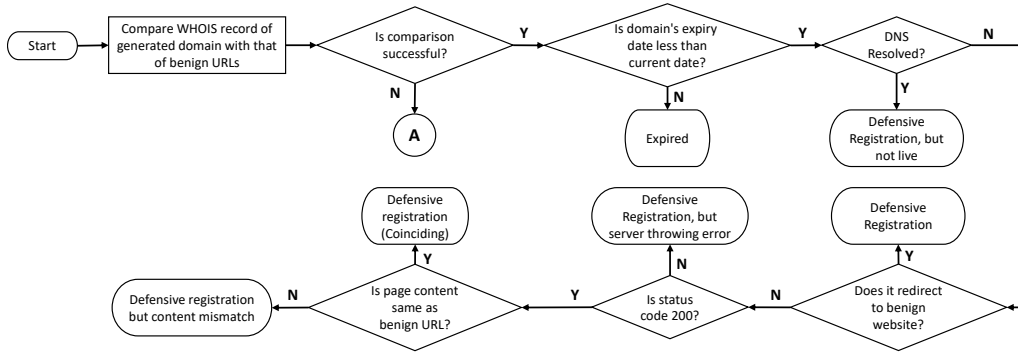 Start
Compare WHOIS record of
generated domain with that
of benign URLs
Is comparison
successful?
Y
N
A
Is domain's expiry
date less than
current date?
Y
N
Expired
DNS
Resolved?
N
Y
Defensive
Registration, but
not live
Defensive
registration
(Coinciding)
Y
Defensive
Registration, but
server throwing error
N
Defensive
Registration
Y
Defensive registration
but content mismatch
N
Is page content
same as
benign URL?
Y
Is status
code 200?
N
Does it redirect
to benign
website?